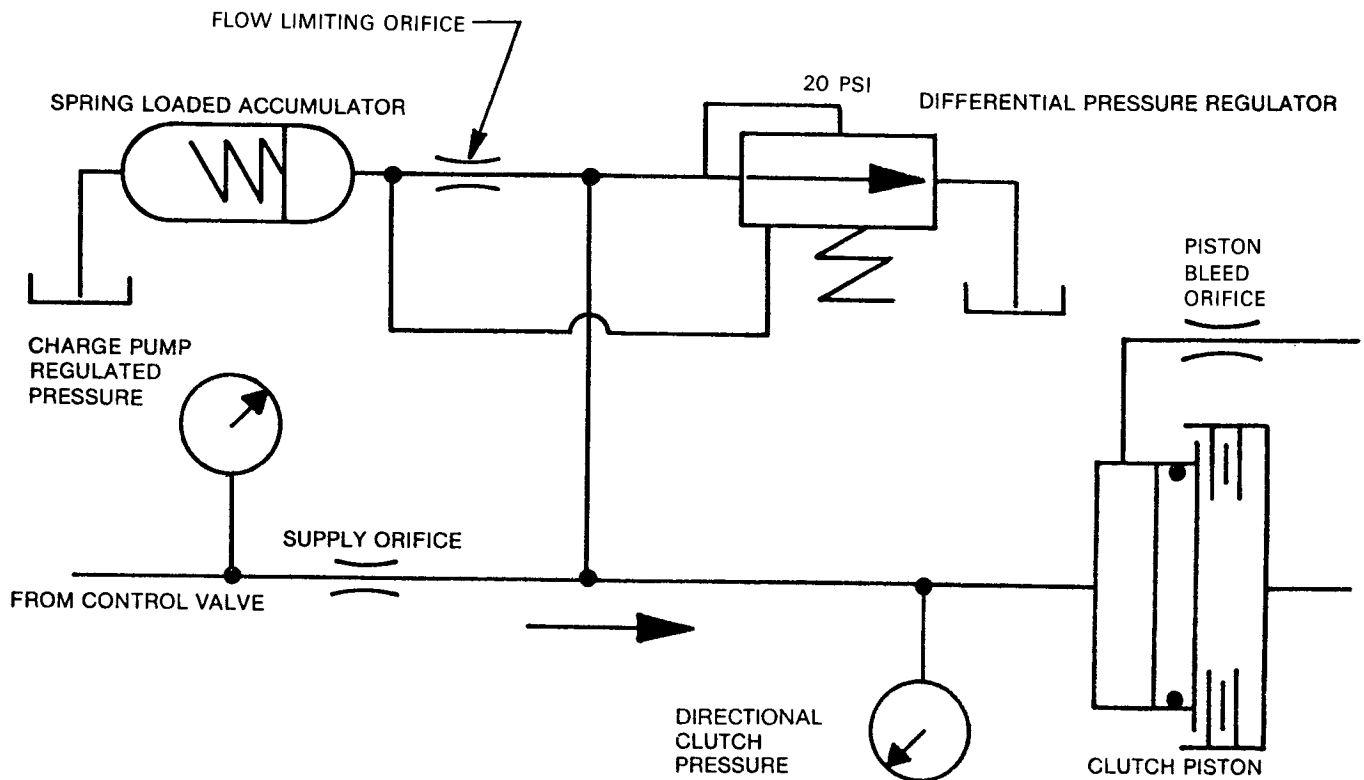 FLOW LIMITING ORIFICE
SPRING LOADED ACCUMULATOR
20 PSI
DIFFERENTIAL PRESSURE REGULATOR
PISTON
BLEED
ORIFICE
CHARGE PUMP
REGULATED
PRESSURE
SUPPLY ORIFICE
FROM CONTROL VALVE
DIRECTIONAL
CLUTCH
PRESSURE
CLUTCH PISTON